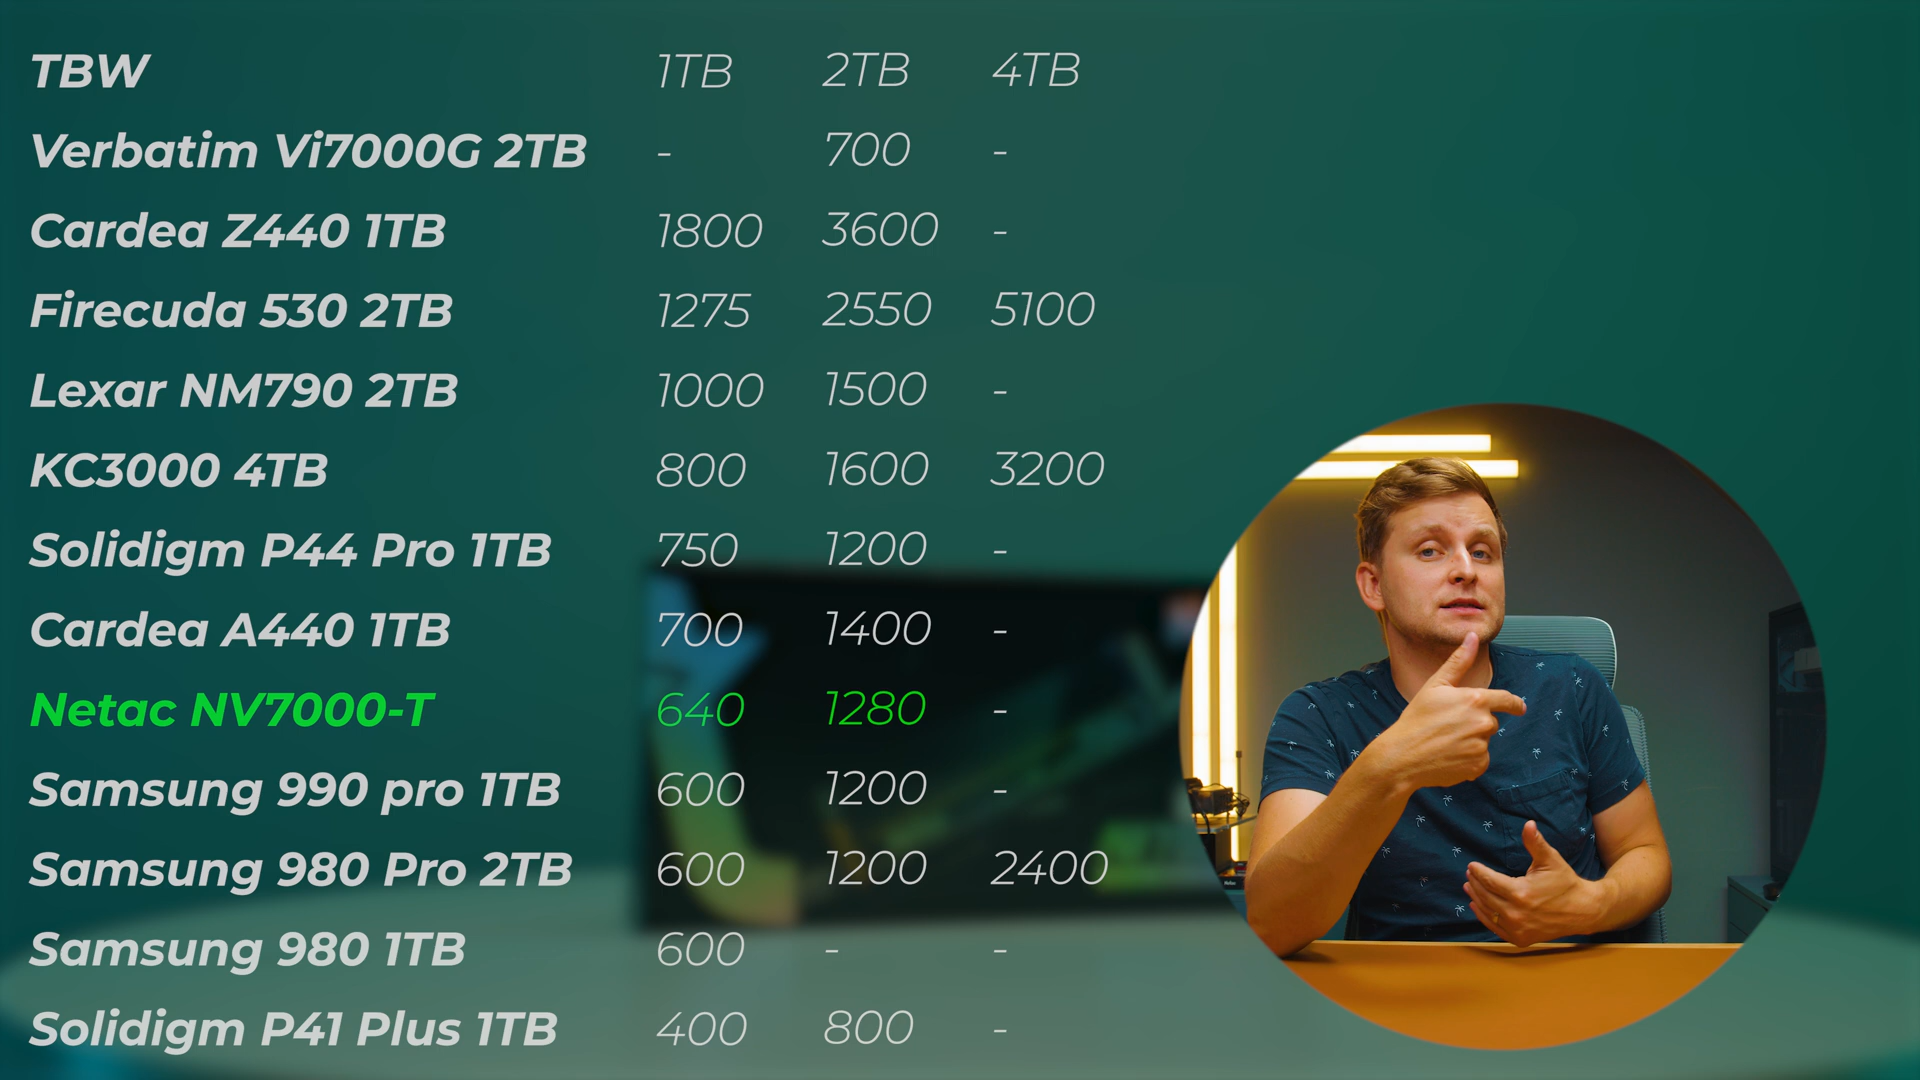 TBW 1TB 2TB 4TB
Verbatim Vi7000G 2TB - 700 -
Cardea Z440 1TB 1800 3600 -
Firecuda 530 2TB 1275 2550 5100
Lexar NM790 2TB 1000 1500 -
KC3000 4TB 800 1600 3200
Solidigm P44 Pro 1TB 750 1200 -
Cardea A440 1TB 700 1400 -
Netac NV7000-T 640 1280 -
Samsung 990 pro 1TB 600 1200 -
Samsung 980 Pro 2TB 600 1200 2400
Samsung 980 1TB 600 - -
Solidigm P41 Plus 1TB 400 800 -